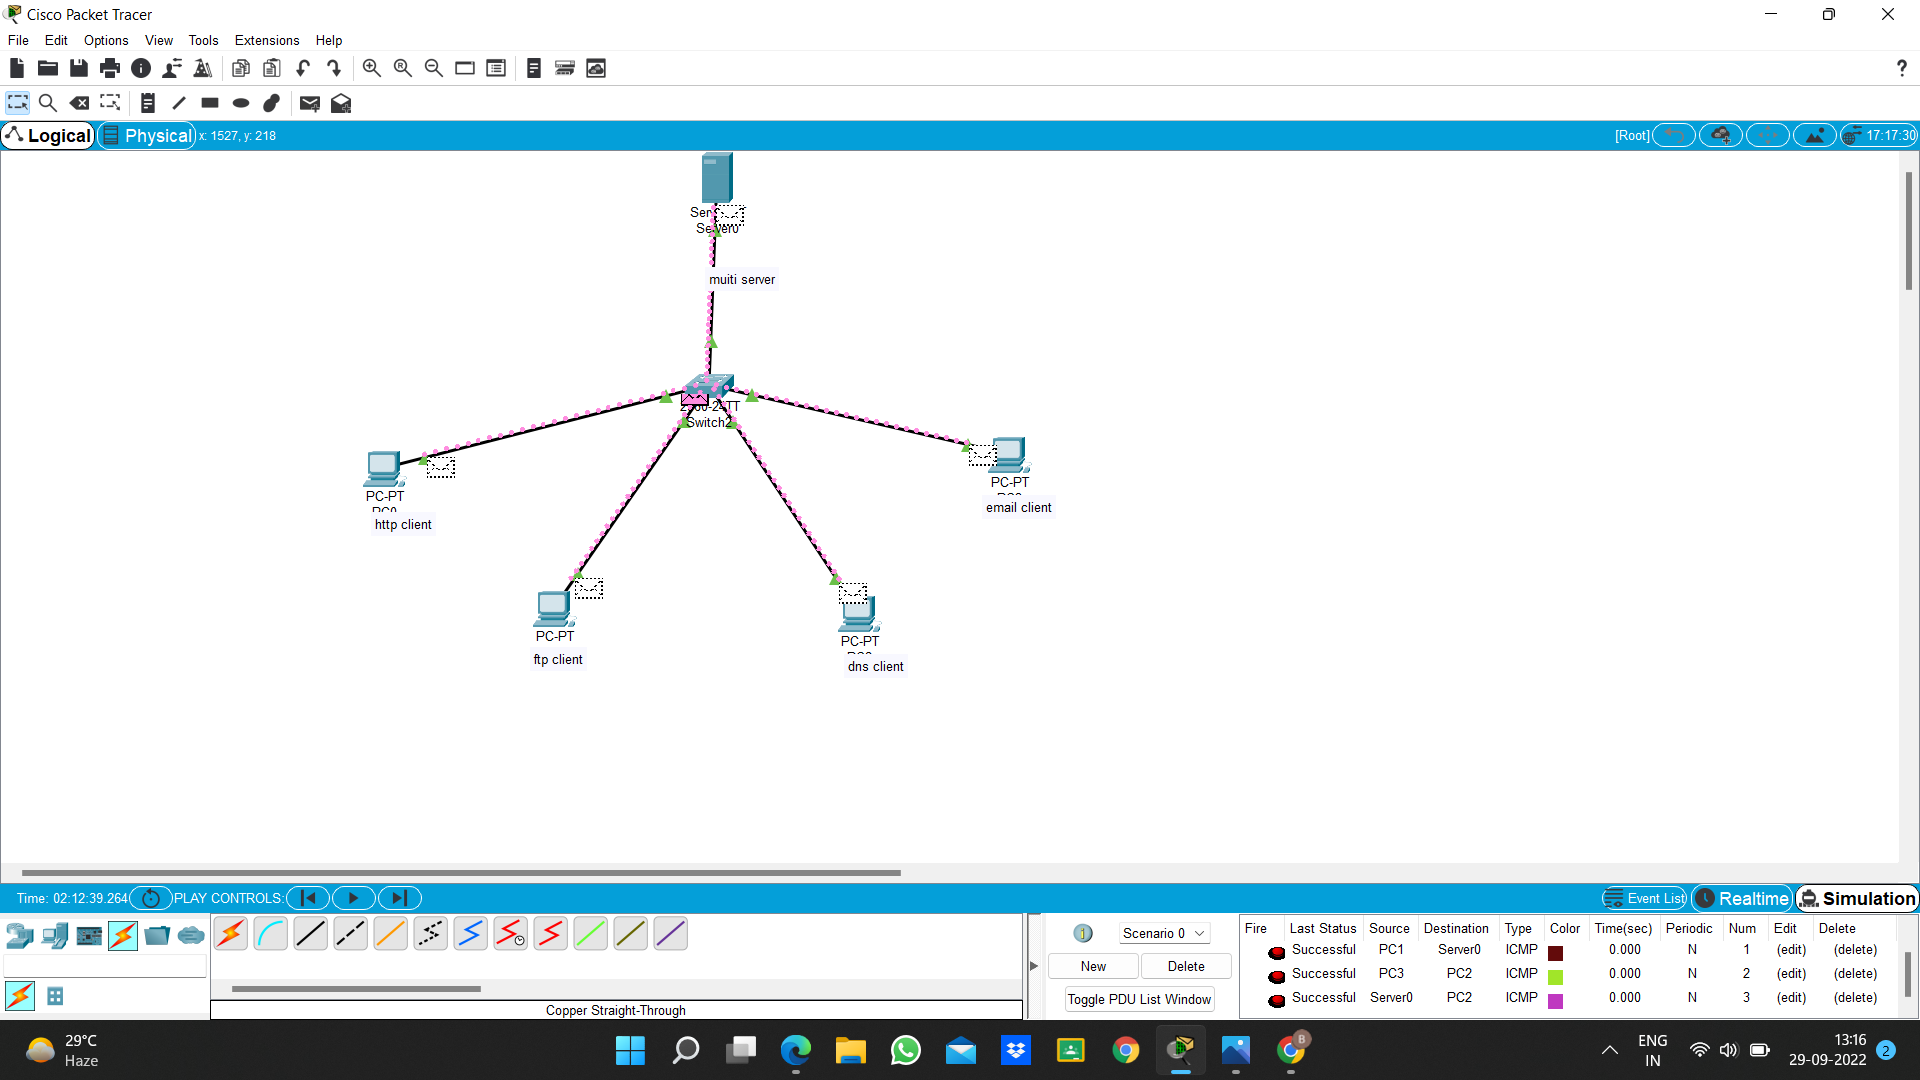 Cisco Packet Tracer
File Edit Options View Tools Extensions Help
Logical Physical x: 1527, y: 218 [Root] 17:17:30
Server0
muiti server
2960-24TT
Switch2
PC-PT
PC0
http client
PC-PT
email client
PC-PT
ftp client
PC-PT
dns client
Time: 02:12:39.264 PLAY CONTROLS: Event List Realtime Simulation
Scenario 0
New Delete
Toggle PDU List Window
Copper Straight-Through
Fire Last Status Source Destination Type Color Time(sec) Periodic Num Edit Delete
Successful PC1 Server0 ICMP 0.000 N 1 (edit) (delete)
Successful PC3 PC2 ICMP 0.000 N 2 (edit) (delete)
Successful Server0 PC2 ICMP 0.000 N 3 (edit) (delete)
29°C
Haze
ENG
IN
13:16
29-09-2022
2